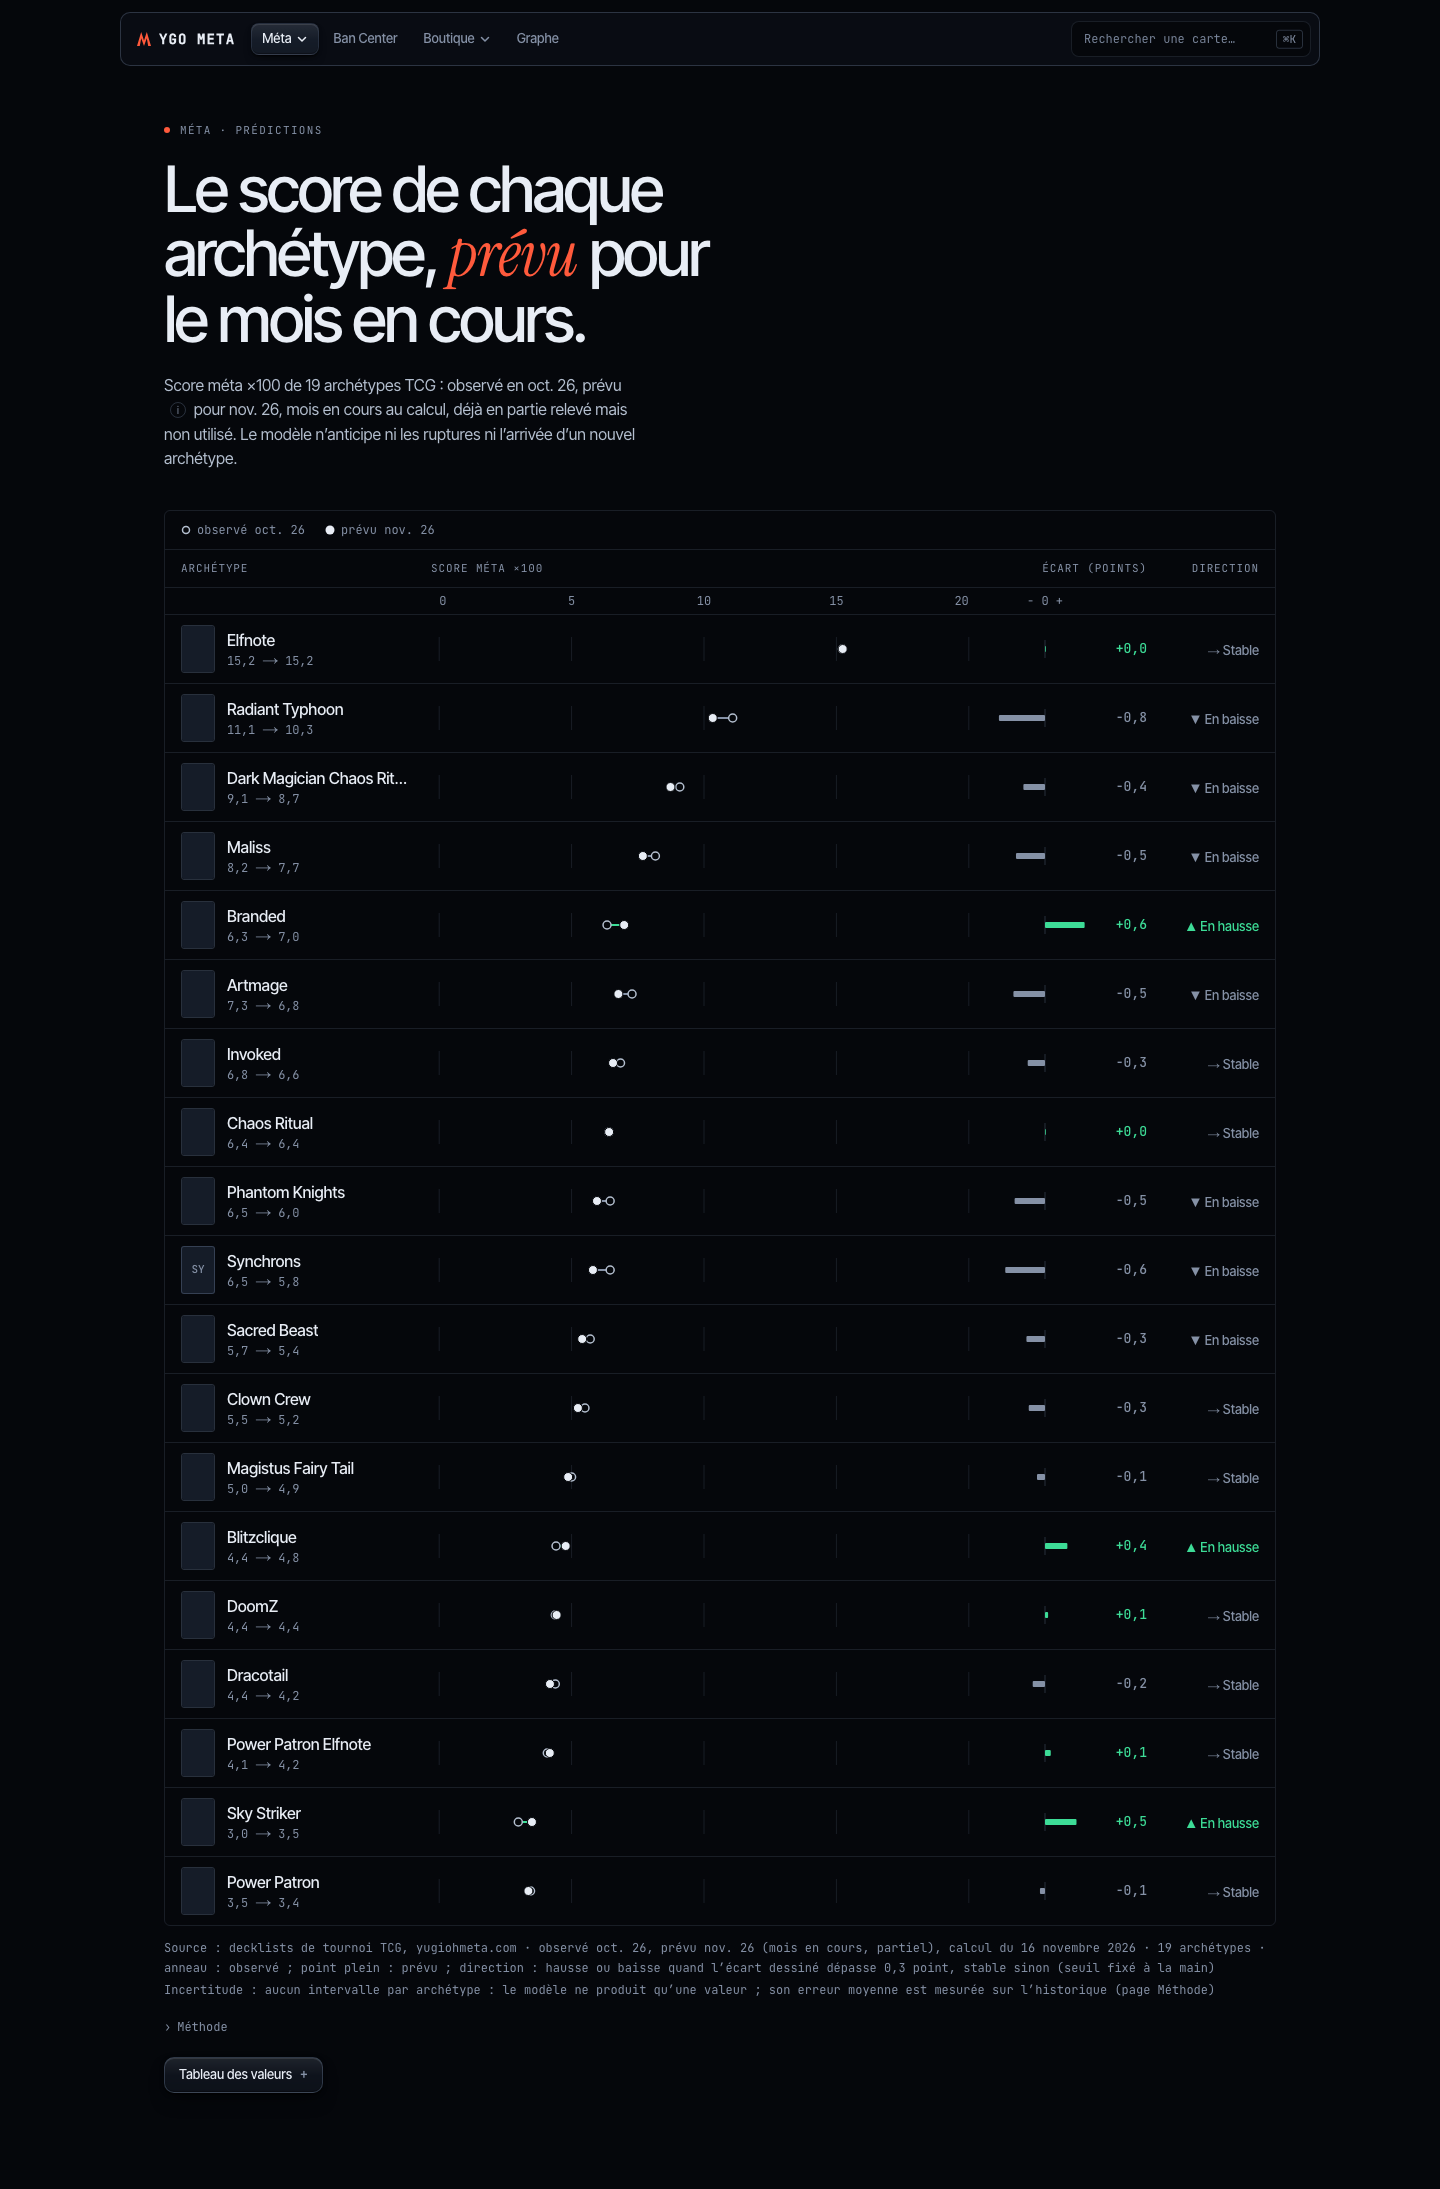 YGO META
Méta
Ban Center
Boutique
Graphe
Rechercher une carte…
⌘K
MÉTA · PRÉDICTIONS
Le score de chaque
archétype, prévu pour
le mois en cours.
Score méta ×100 de 19 archétypes TCG : observé en oct. 26, prévu
i pour nov. 26, mois en cours au calcul, déjà en partie relevé mais
non utilisé. Le modèle n’anticipe ni les ruptures ni l’arrivée d’un nouvel
archétype.
observé oct. 26 prévu nov. 26
ARCHÉTYPE SCORE MÉTA ×100 ÉCART (POINTS) DIRECTION
0 5 10 15 20 - 0 +
Elfnote
15,2 → 15,2
+0,0 → Stable
Radiant Typhoon
11,1 → 10,3
-0,8 ▼ En baisse
Dark Magician Chaos Rit…
9,1 → 8,7
-0,4 ▼ En baisse
Maliss
8,2 → 7,7
-0,5 ▼ En baisse
Branded
6,3 → 7,0
+0,6 ▲ En hausse
Artmage
7,3 → 6,8
-0,5 ▼ En baisse
Invoked
6,8 → 6,6
-0,3 → Stable
Chaos Ritual
6,4 → 6,4
+0,0 → Stable
Phantom Knights
6,5 → 6,0
-0,5 ▼ En baisse
SY
Synchrons
6,5 → 5,8
-0,6 ▼ En baisse
Sacred Beast
5,7 → 5,4
-0,3 ▼ En baisse
Clown Crew
5,5 → 5,2
-0,3 → Stable
Magistus Fairy Tail
5,0 → 4,9
-0,1 → Stable
Blitzclique
4,4 → 4,8
+0,4 ▲ En hausse
DoomZ
4,4 → 4,4
+0,1 → Stable
Dracotail
4,4 → 4,2
-0,2 → Stable
Power Patron Elfnote
4,1 → 4,2
+0,1 → Stable
Sky Striker
3,0 → 3,5
+0,5 ▲ En hausse
Power Patron
3,5 → 3,4
-0,1 → Stable
Source : decklists de tournoi TCG, yugiohmeta.com · observé oct. 26, prévu nov. 26 (mois en cours, partiel), calcul du 16 novembre 2026 · 19 archétypes ·
anneau : observé ; point plein : prévu ; direction : hausse ou baisse quand l’écart dessiné dépasse 0,3 point, stable sinon (seuil fixé à la main)
Incertitude : aucun intervalle par archétype : le modèle ne produit qu’une valeur ; son erreur moyenne est mesurée sur l’historique (page Méthode)
› Méthode
Tableau des valeurs +